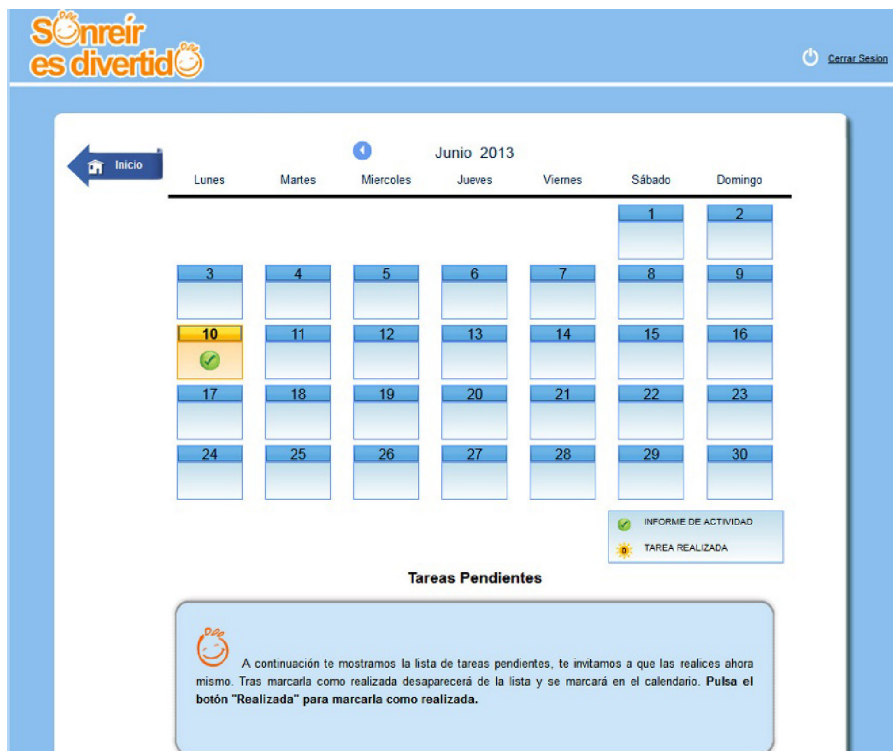 Sonreír
es divertido
Cerrar Sesion
Inicio
Junio 2013
Lunes Martes Miercoles Jueves Viernes Sábado Domingo
1 2
3 4 5 6 7 8 9
10 11 12 13 14 15 16
17 18 19 20 21 22 23
24 25 26 27 28 29 30
INFORME DE ACTIVIDAD
TAREA REALIZADA
Tareas Pendientes
A continuación te mostramos la lista de tareas pendientes, te invitamos a que las realices ahora
mismo. Tras marcarla como realizada desaparecerá de la lista y se marcará en el calendario. Pulsa el
botón "Realizada" para marcarla como realizada.